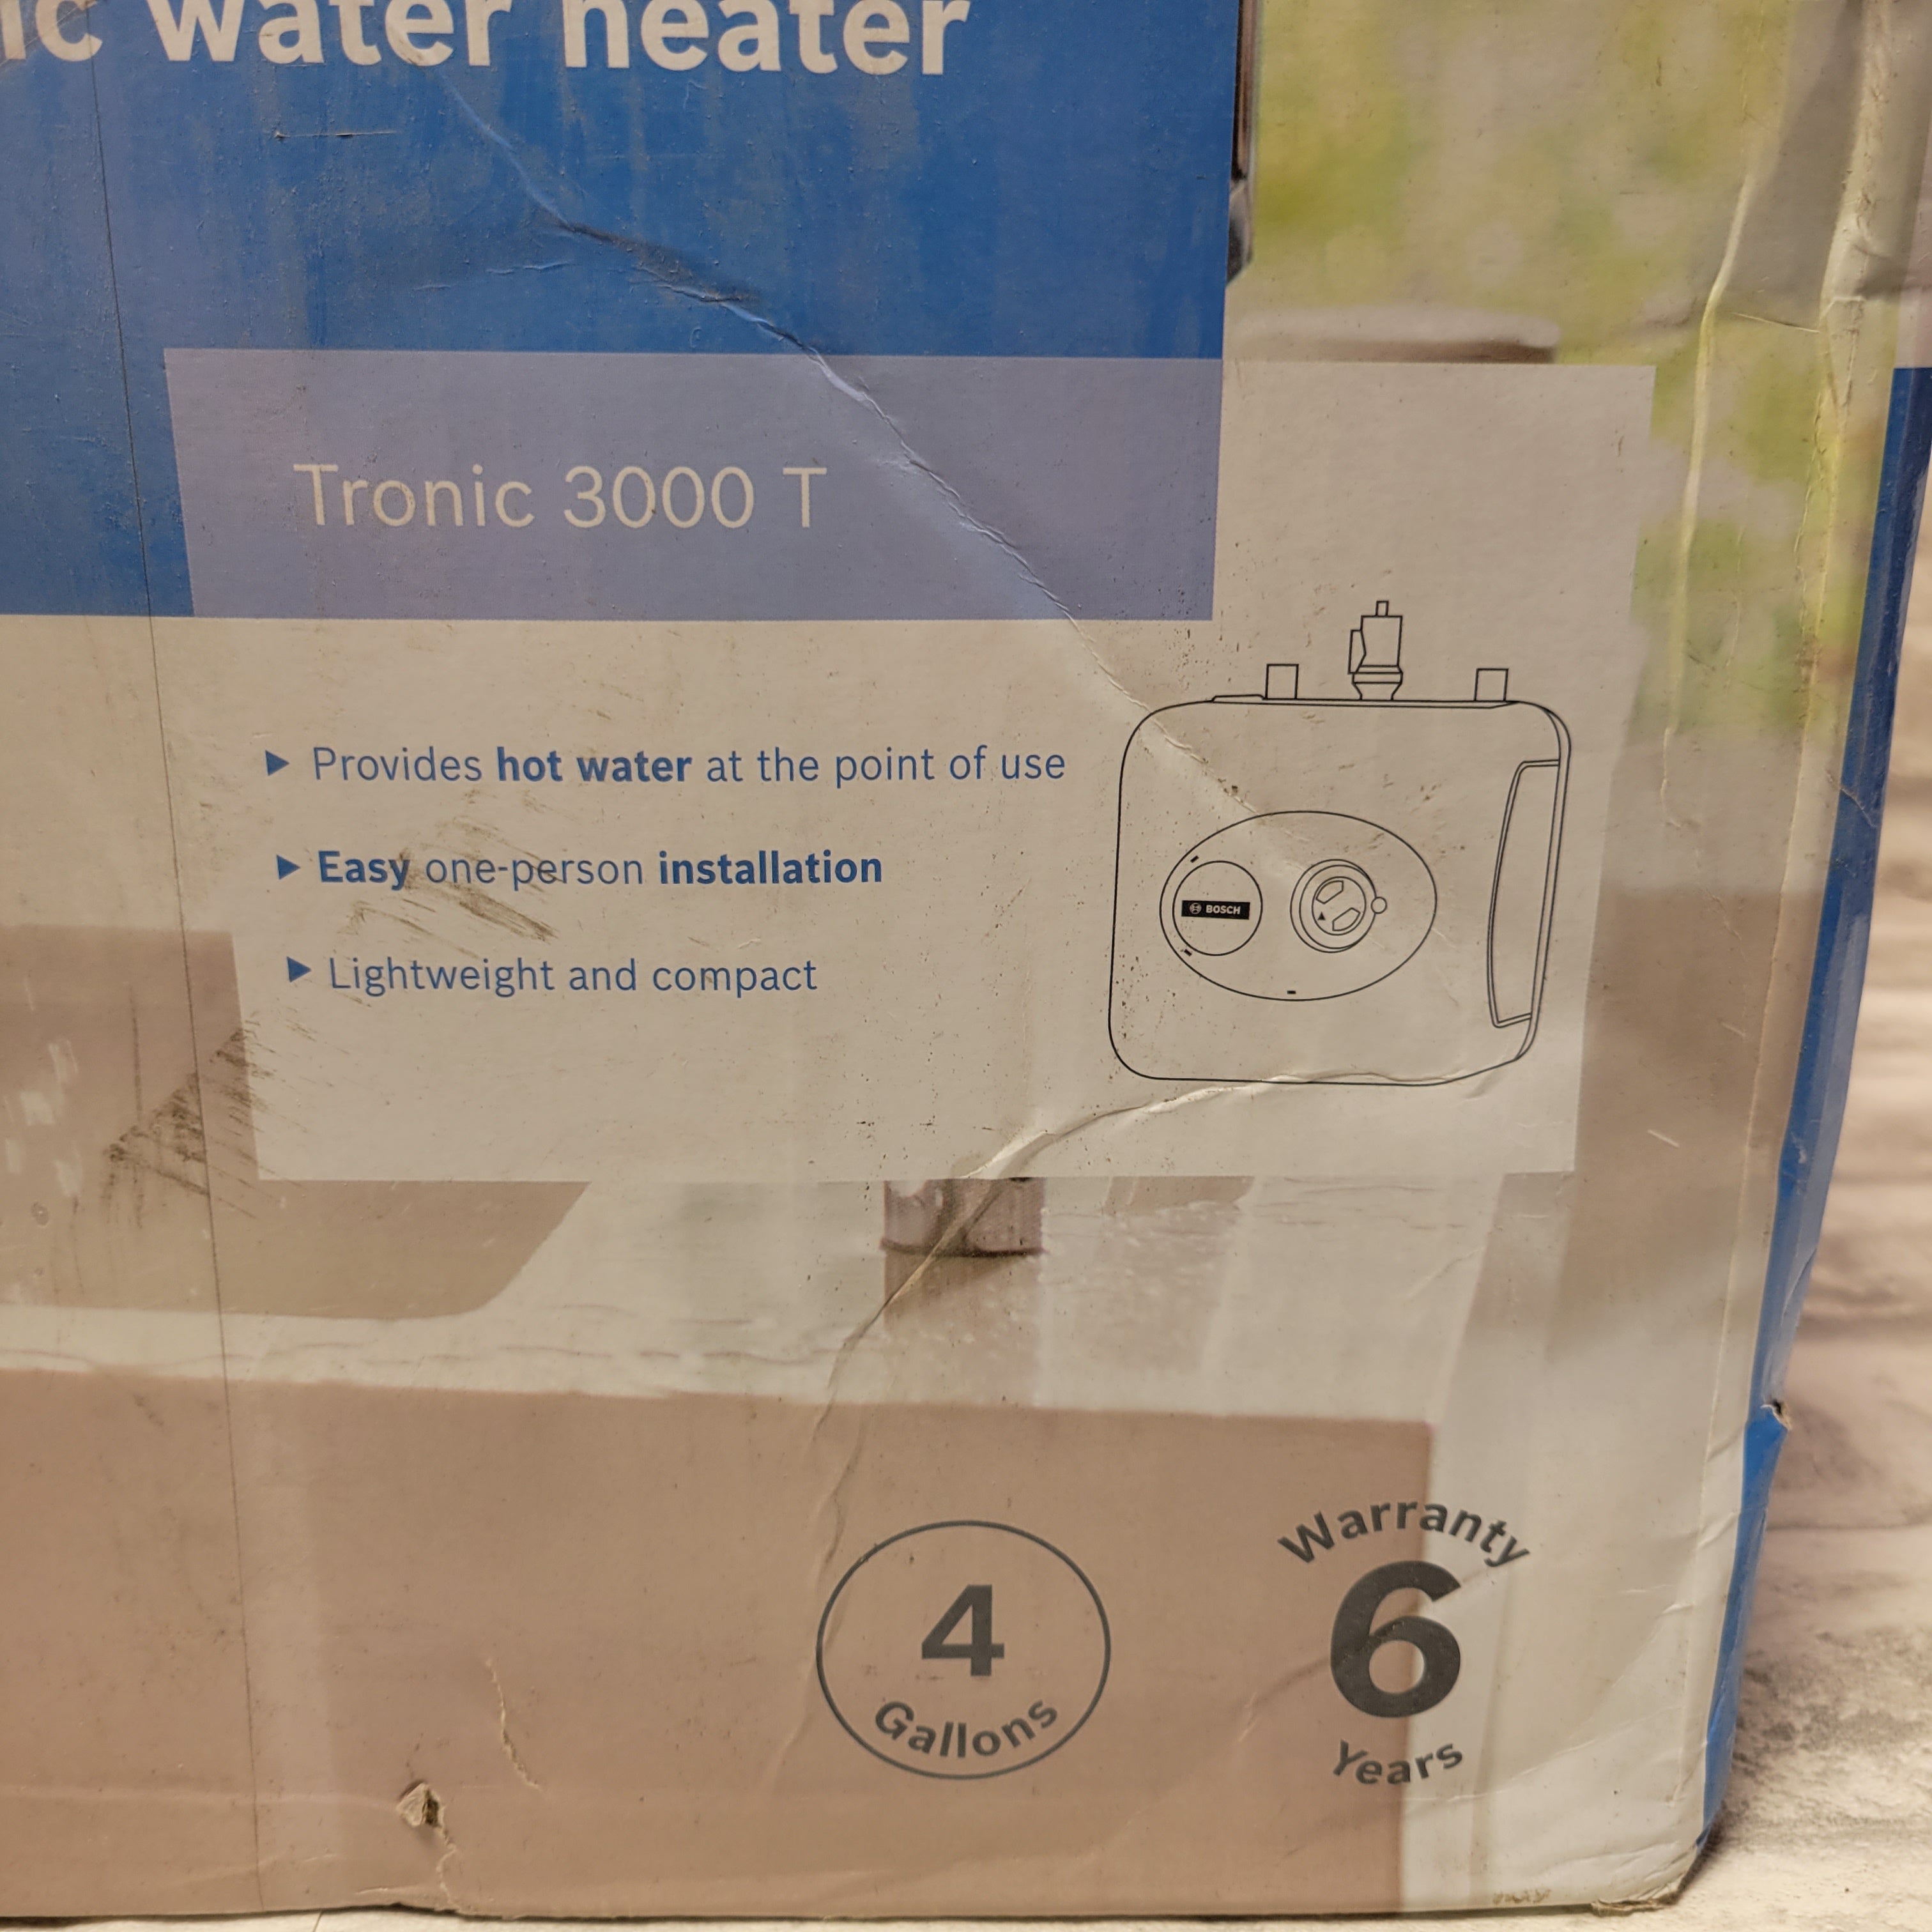 water heater
Tronic 3000 T
▶ Provides hot water at the point of use
▶ Easy one-person installation
▶ Lightweight and compact
BOSCH
4
Gallons
Warranty
6
Years